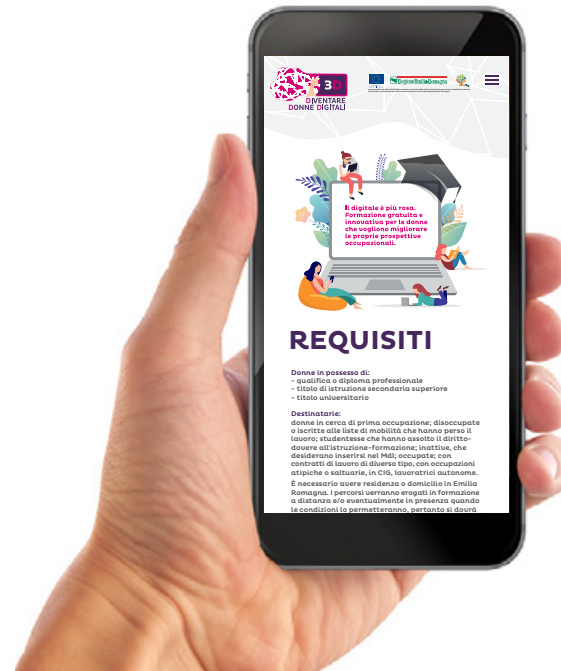 3D
DIVENTARE
DONNE DIGITALI
RegioneEmiliaRomagna
Il digitale è più rosa.
Formazione gratuita e
innovativa per le donne
che vogliono migliorare
le proprie prospettive
occupazionali.
REQUISITI
Donne in possesso di:
- qualifica o diploma professionale
- titolo di istruzione secondaria superiore
- titolo universitario
Destinatarie:
donne in cerca di prima occupazione; disoccupate
o iscritte alle liste di mobilità che hanno perso il
lavoro; studentesse che hanno assolto il diritto-
dovere all'istruzione-formazione; inattive, che
desiderano inserirsi nel Mdl; occupate; con
contratti di lavoro di diverso tipo, con occupazioni
atipiche o saltuarie, in CIG, lavoratrici autonome.
È necessario avere residenza o domicilio in Emilia
Romagna. I percorsi verranno erogati in formazione
a distanza e/o eventualmente in presenza quando
le condizioni lo permetteranno, pertanto si dovrà